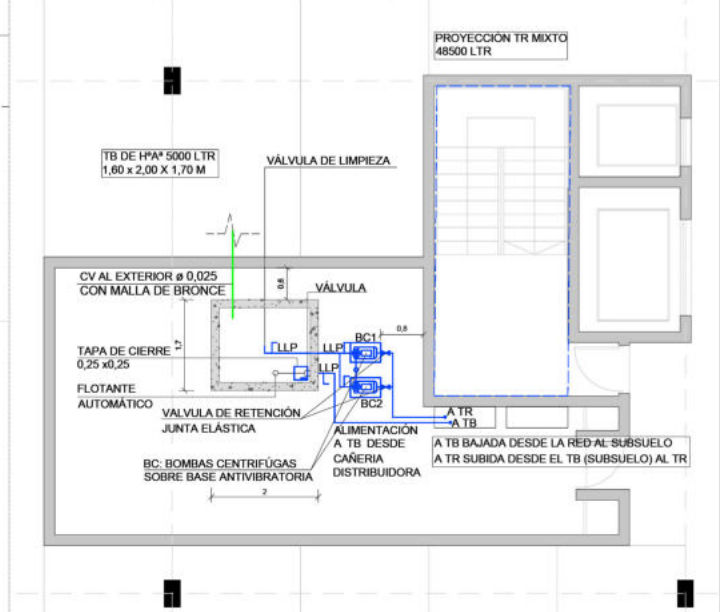 PROYECCIÓN TR MIXTO
48500 LTR
TB DE HºAº 5000 LTR
1,60 x 2,00 X 1,70 M
VÁLVULA DE LIMPIEZA
CV AL EXTERIOR ø 0,025
CON MALLA DE BRONCE
0.6
VÁLVULA
TAPA DE CIERRE
0,25 x0,25
1,7
LLP
LLP
LLP
BC1
0,8
FLOTANTE
AUTOMÁTICO
BC2
VALVULA DE RETENCIÓN
JUNTA ELÁSTICA
A TR
A TB
ALIMENTACIÓN
A TB DESDE
CAÑERIA
DISTRIBUIDORA
A TB BAJADA DESDE LA RED AL SUBSUELO
A TR SUBIDA DESDE EL TB (SUBSUELO) AL TR
BC: BOMBAS CENTRIFÚGAS
SOBRE BASE ANTIVIBRATORIA
2